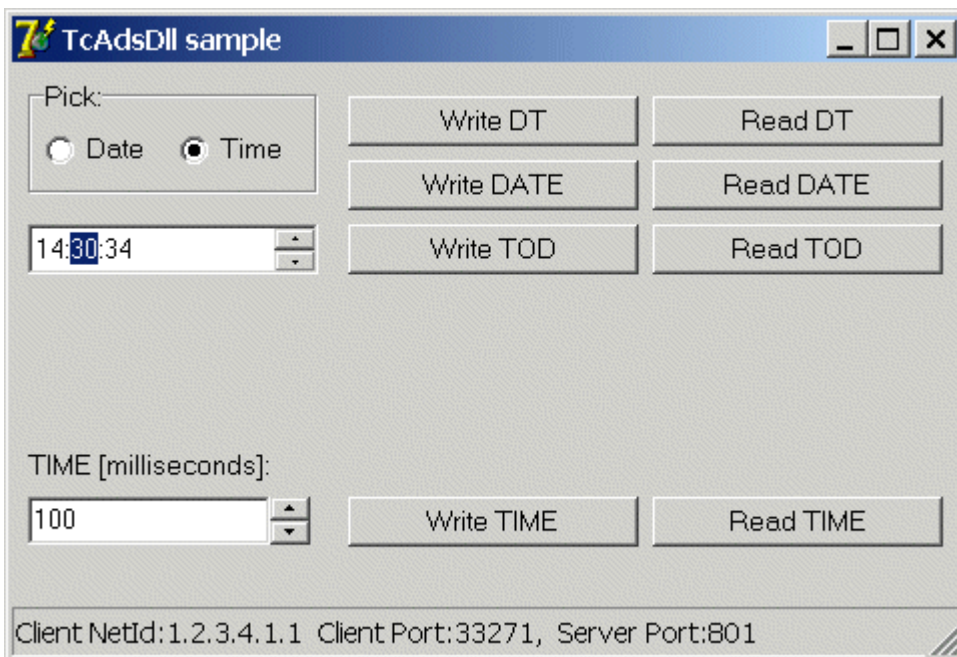 TcAdsDll sample
Pick:
Date Time
Write DT Read DT
Write DATE Read DATE
14:30:34 Write TOD Read TOD
TIME [milliseconds]:
100 Write TIME Read TIME
Client NetId:1.2.3.4.1.1 Client Port:33271, Server Port:801